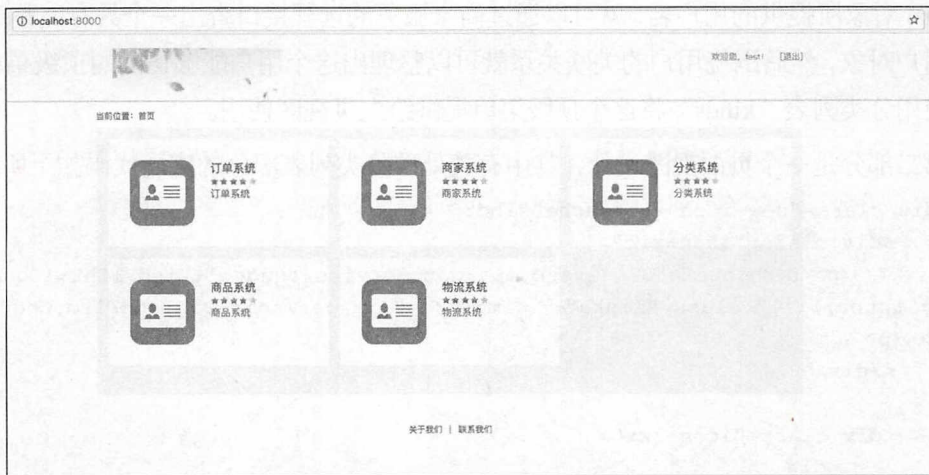 localhost:8000
欢迎您, test [退出]
当前位置: 首页
订单系统
订单系统
商家系统
商家系统
分类系统
分类系统
商品系统
商品系统
物流系统
物流系统
关于我们 | 联系我们